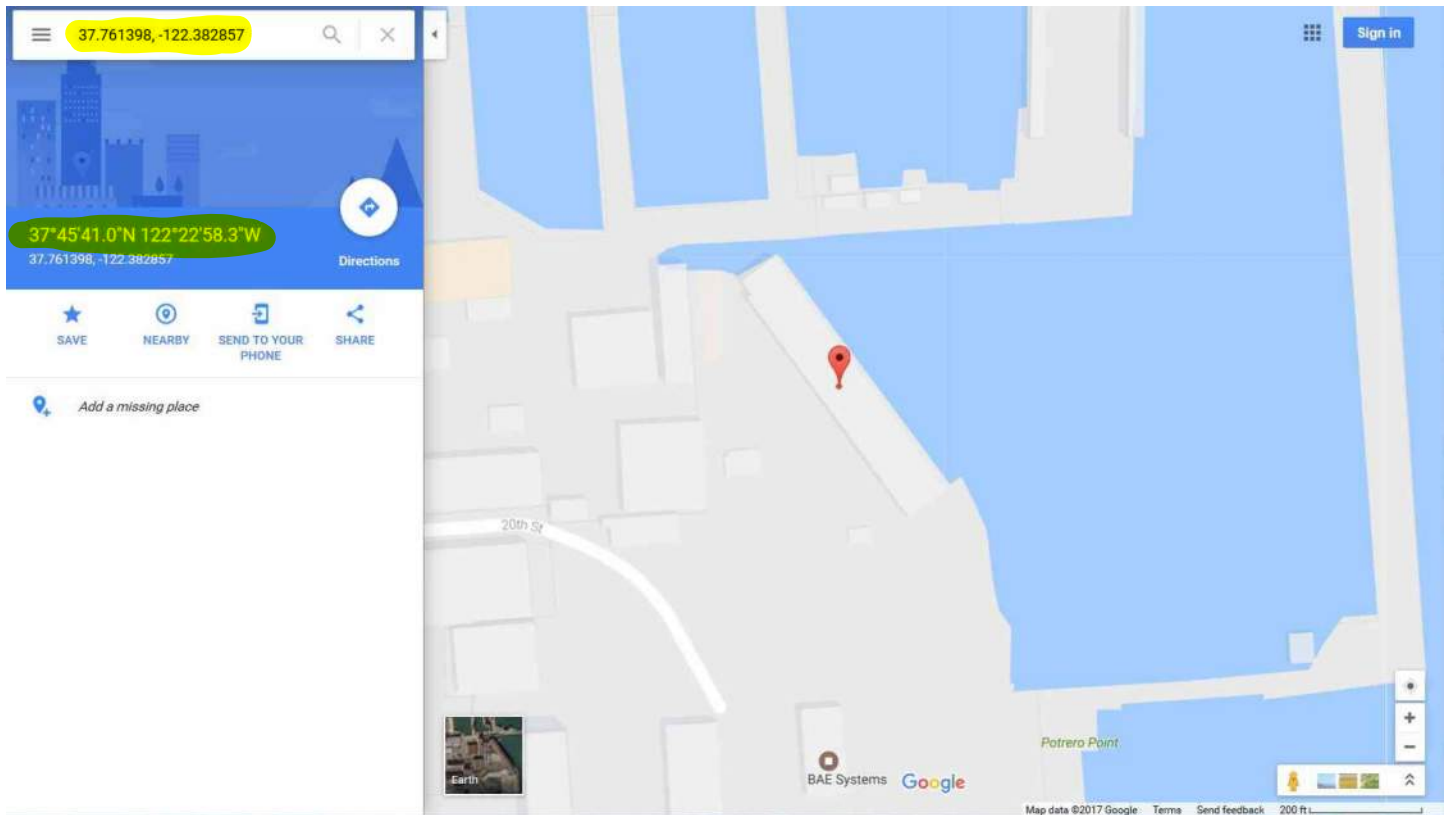 37.761398, -122.382857
Sign in
37°45'41.0"N 122°22'58.3"W
37.761398, -122.382857
Directions
SAVE
NEARBY
SEND TO YOUR
PHONE
SHARE
Add a missing place
20th St
Potrero Point
BAE Systems
Google
Earth
Map data ©2017 Google Terms Send feedback 200 ft